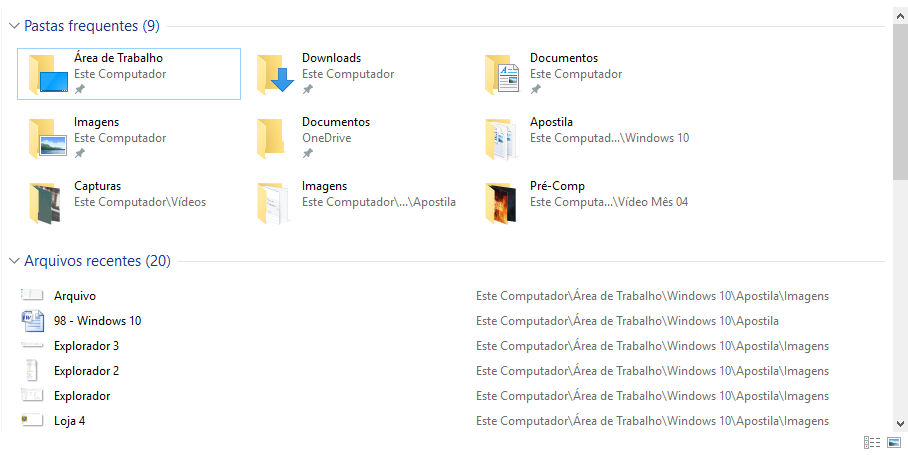 Pastas frequentes (9)
Área de Trabalho
Este Computador
Downloads
Este Computador
Documentos
Este Computador
Imagens
Este Computador
Documentos
OneDrive
Apostila
Este Computad...\Windows 10
Capturas
Este Computador\Vídeos
Imagens
Este Computador\...\Apostila
Pré-Comp
Este Computa...\Vídeo Mês 04
Arquivos recentes (20)
Arquivo Este Computador\Área de Trabalho\Windows 10\Apostila\Imagens
98 - Windows 10 Este Computador\Área de Trabalho\Windows 10\Apostila
Explorador 3 Este Computador\Área de Trabalho\Windows 10\Apostila\Imagens
Explorador 2 Este Computador\Área de Trabalho\Windows 10\Apostila\Imagens
Explorador Este Computador\Área de Trabalho\Windows 10\Apostila\Imagens
Loja 4 Este Computador\Área de Trabalho\Windows 10\Apostila\Imagens